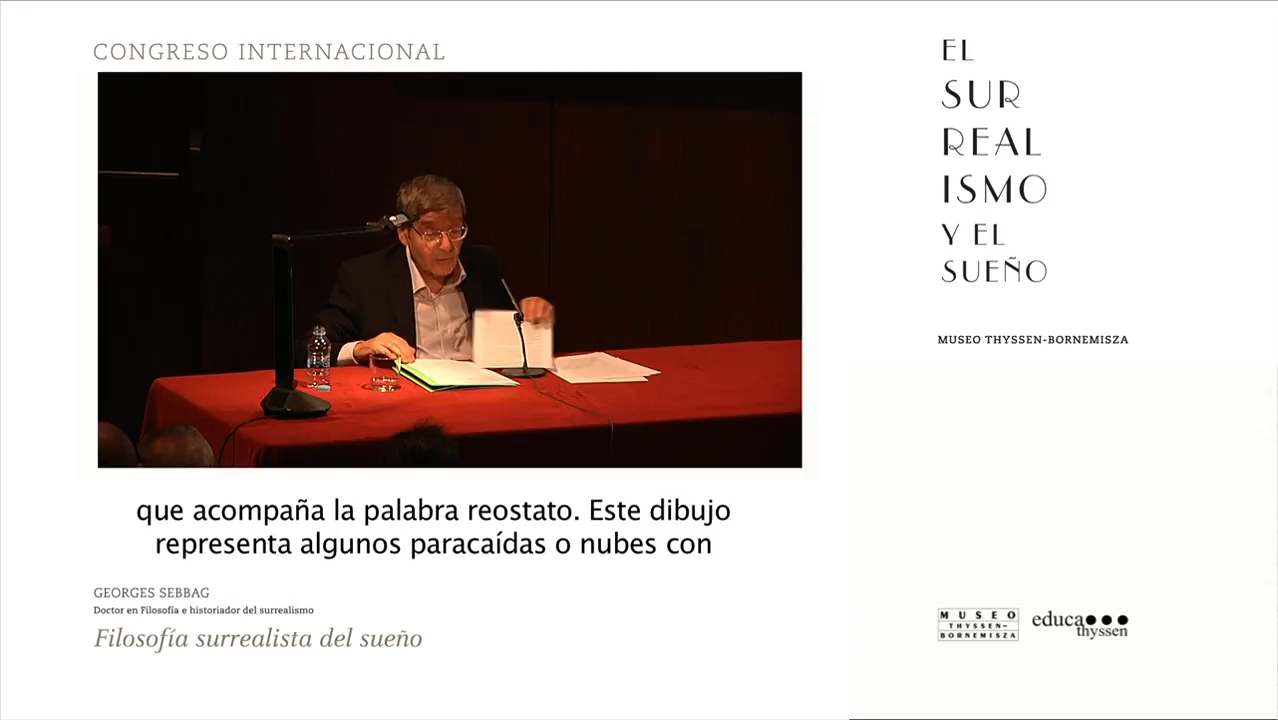 CONGRESO INTERNACIONAL
EL
SUR
REAL
ISMO
Y EL
SUEÑO
MUSEO THYSSEN-BORNEMISZA
que acompaña la palabra reostato. Este dibujo
representa algunos paracaídas o nubes con
GEORGES SEBBAG
Doctor en Filosofía e historiador del surrealismo
Filosofía surrealista del sueño
MUSEO
THYSSEN-
BORNEMISZA
educa
thyssen